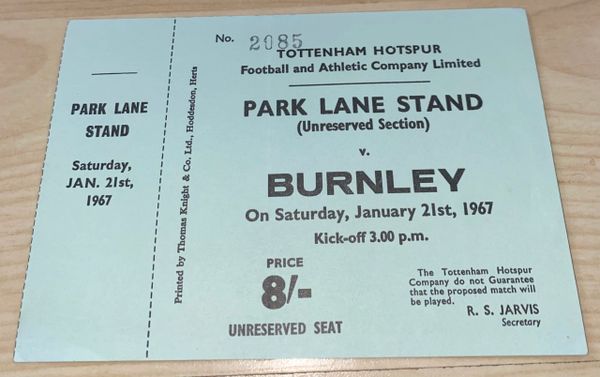 PARK LANE
STAND
Saturday,
JAN. 21st,
1967
Printed by Thomas Knight & Co. Ltd., Hoddesdon, Herts
No. 2085
TOTTENHAM HOTSPUR
Football and Athletic Company Limited
PARK LANE STAND
(Unreserved Section)
v.
BURNLEY
On Saturday, January 21st, 1967
Kick-off 3.00 p.m.
PRICE
8/-
UNRESERVED SEAT
The Tottenham Hotspur
Company do not Guarantee
that the proposed match will
be played.
R. S. JARVIS
Secretary